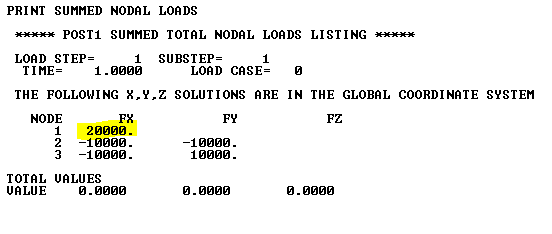 PRINT SUMMED NODAL LOADS
***** POST1 SUMMED TOTAL NODAL LOADS LISTING *****
LOAD STEP= 1 SUBSTEP= 1
TIME= 1.0000 LOAD CASE= 0
THE FOLLOWING X,Y,Z SOLUTIONS ARE IN THE GLOBAL COORDINATE SYSTEM
NODE FX FY FZ
1 20000.
2 -10000. -10000.
3 -10000. 10000.
TOTAL VALUES
VALUE 0.0000 0.0000 0.0000